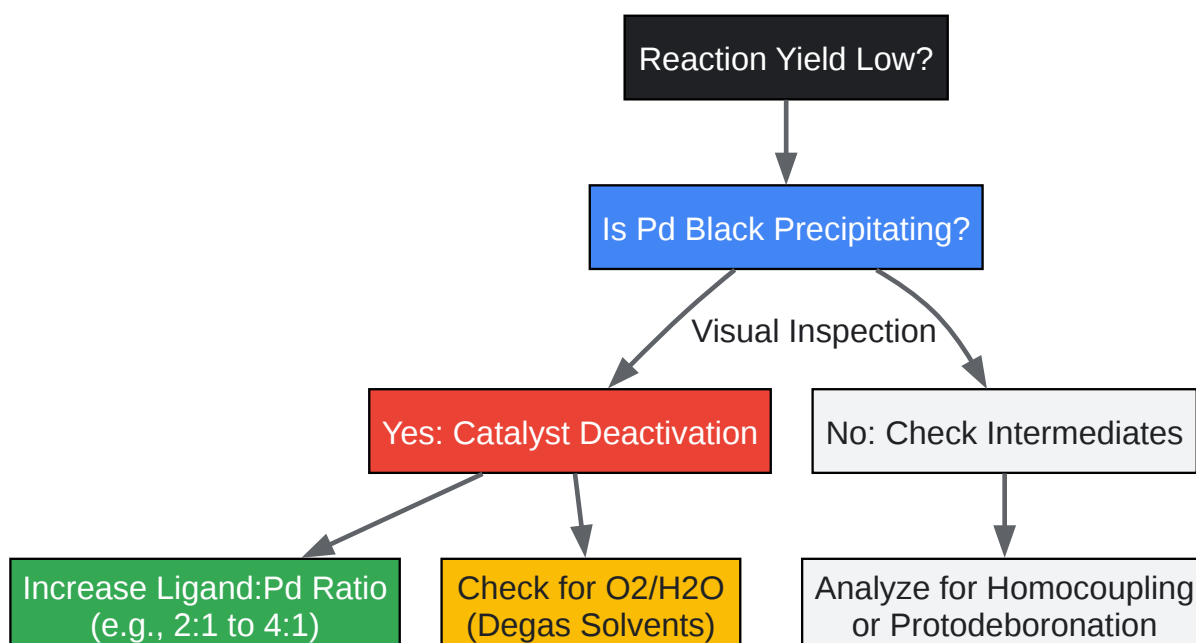 Reaction Yield Low?
Is Pd Black Precipitating?
Visual Inspection
Yes: Catalyst Deactivation
No: Check Intermediates
Increase Ligand:Pd Ratio
(e.g., 2:1 to 4:1)
Check for O2/H2O
(Degas Solvents)
Analyze for Homocoupling
or Protodeboronation